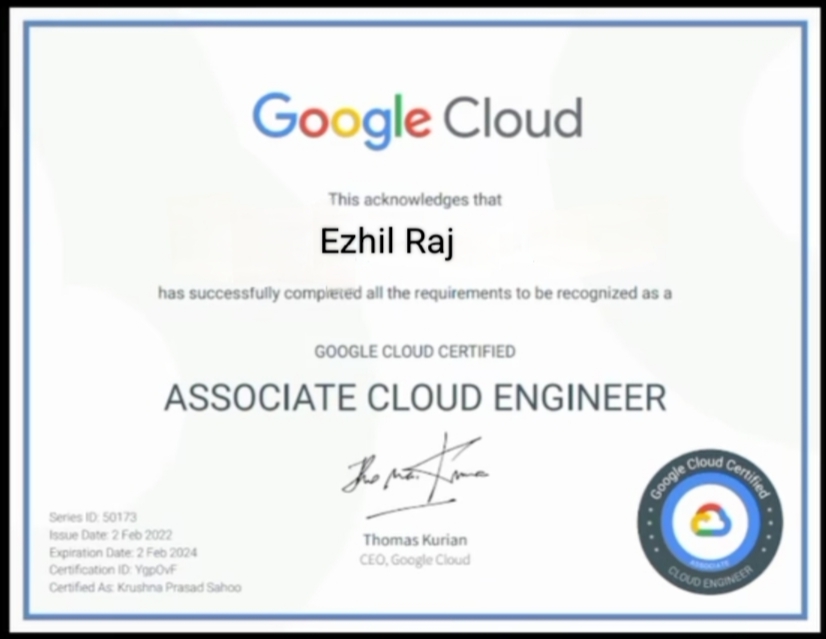 Google Cloud
This acknowledges that
Ezhil Raj
has successfully completed all the requirements to be recognized as a
GOOGLE CLOUD CERTIFIED
ASSOCIATE CLOUD ENGINEER
Thomas Kurian
CEO, Google Cloud
Series ID: 50173
Issue Date: 2 Feb 2022
Expiration Date: 2 Feb 2024
Certification ID: YgpOvF
Certified As: Krushna Prasad Sahoo
Google Cloud Certified
ASSOCIATE
CLOUD ENGINEER